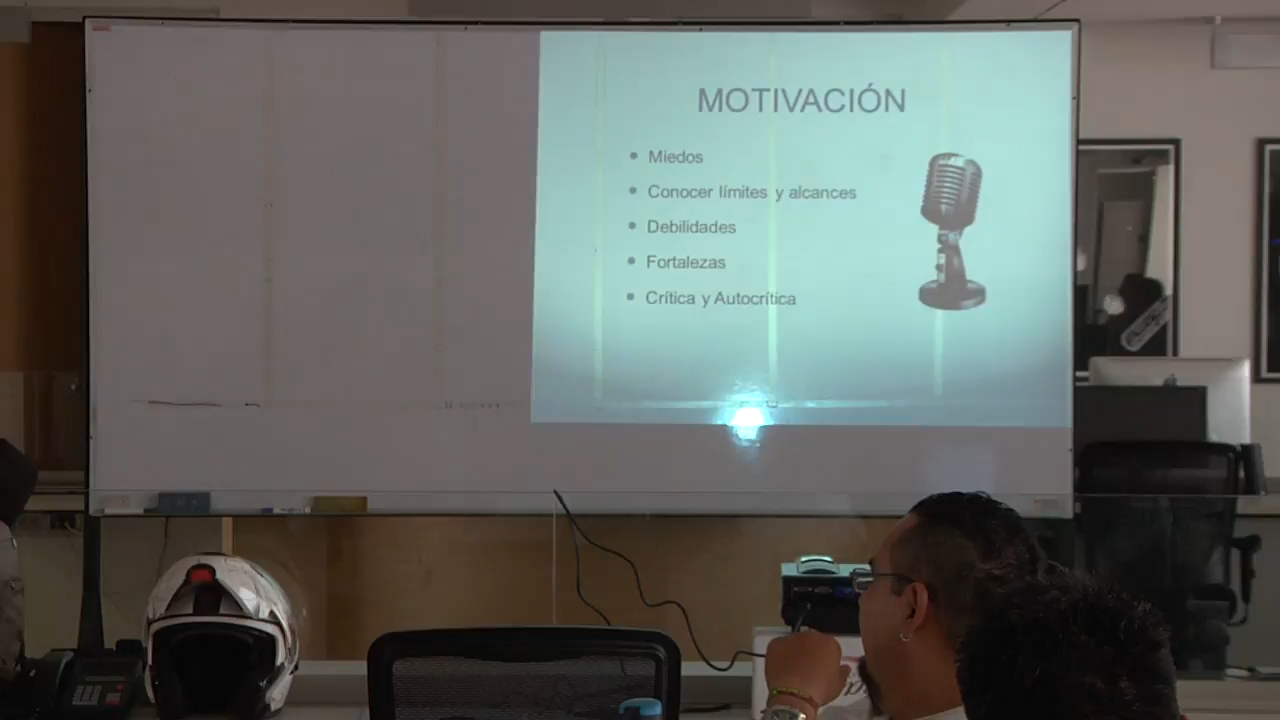 MOTIVACIÓN
Miedos
Conocer límites y alcances
Debilidades
Fortalezas
Crítica y Autocrítica